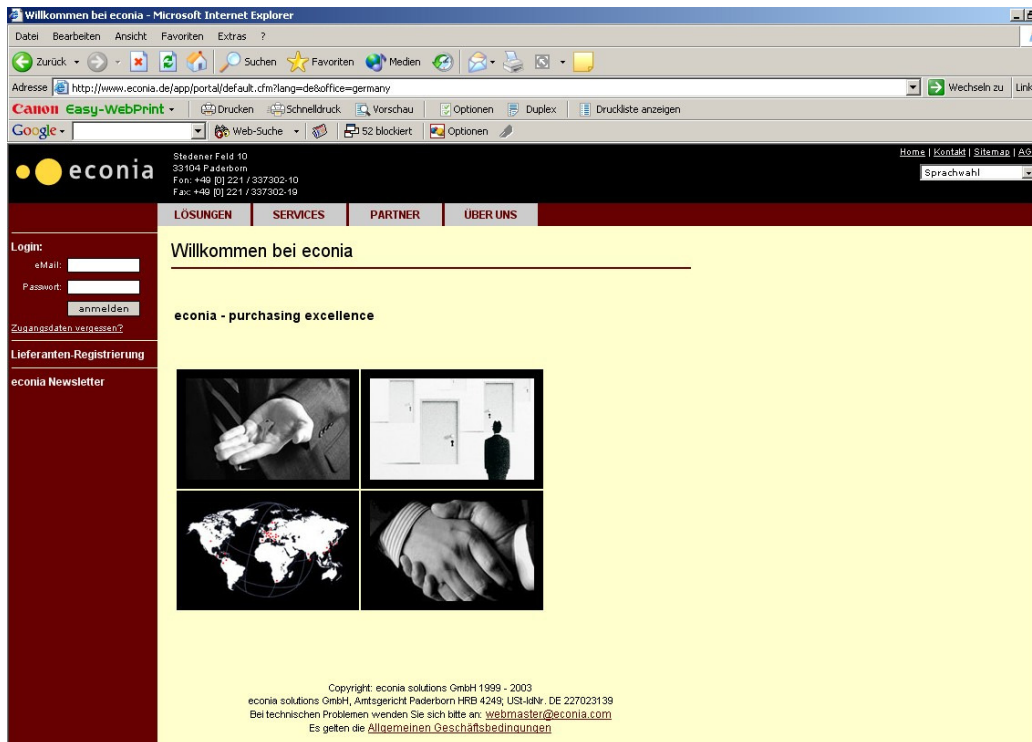 Willkommen bei econia - Microsoft Internet Explorer
Datei Bearbeiten Ansicht Favoriten Extras ?
Zurück Suchen Favoriten Medien
Adresse http://www.econia.de/app/portal/default.cfm?lang=de&office=germany Wechseln zu Link
Canon Easy-WebPrint Drucken Schnelldruck Vorschau Optionen Duplex Druckliste anzeigen
Google Web-Suche 52 blockiert Optionen
econia
Stedener Feld 10
33104 Paderborn
Fon: +49 [0] 221 / 337302-10
Fax: +49 [0] 221 / 337302-19
Home | Kontakt | Sitemap | AG
Sprachwahl
LÖSUNGEN SERVICES PARTNER ÜBER UNS
Login:
eMail:
Passwort:
anmelden
Zugangsdaten vergessen?
Lieferanten-Registrierung
econia Newsletter
Willkommen bei econia
econia - purchasing excellence
Copyright: econia solutions GmbH 1999 - 2003
econia solutions GmbH, Amtsgericht Paderborn HRB 4249; USt-IdNr. DE 227023139
Bei technischen Problemen wenden Sie sich bitte an: webmaster@econia.com
Es gelten die Allgemeinen Geschäftsbedingungen